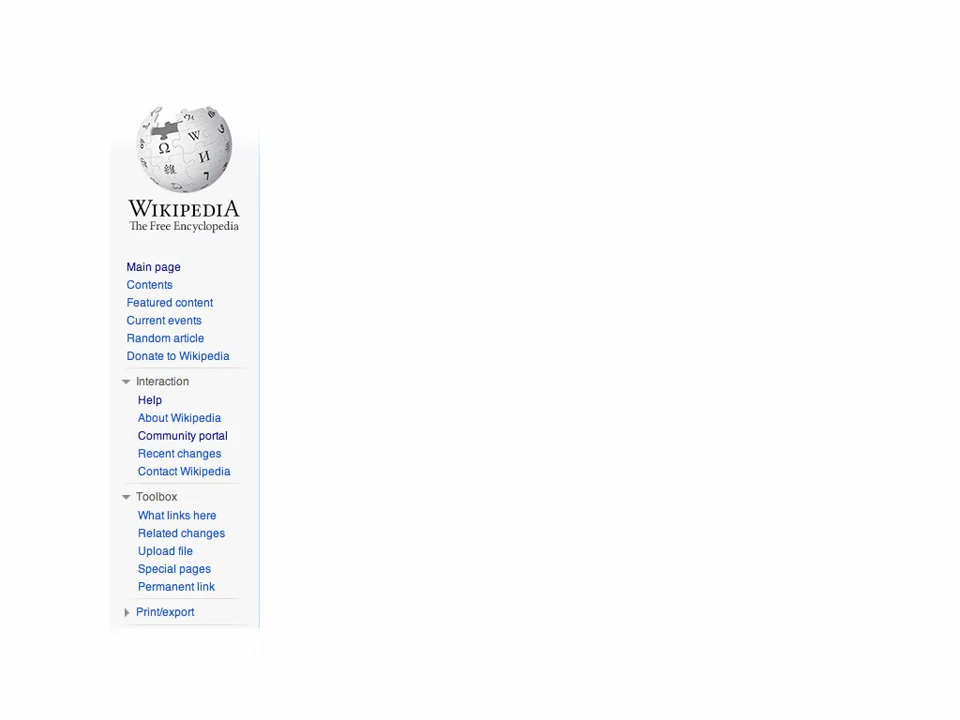 WIKIPEDIA
The Free Encyclopedia
Main page
Contents
Featured content
Current events
Random article
Donate to Wikipedia
Interaction
Help
About Wikipedia
Community portal
Recent changes
Contact Wikipedia
Toolbox
What links here
Related changes
Upload file
Special pages
Permanent link
Print/export